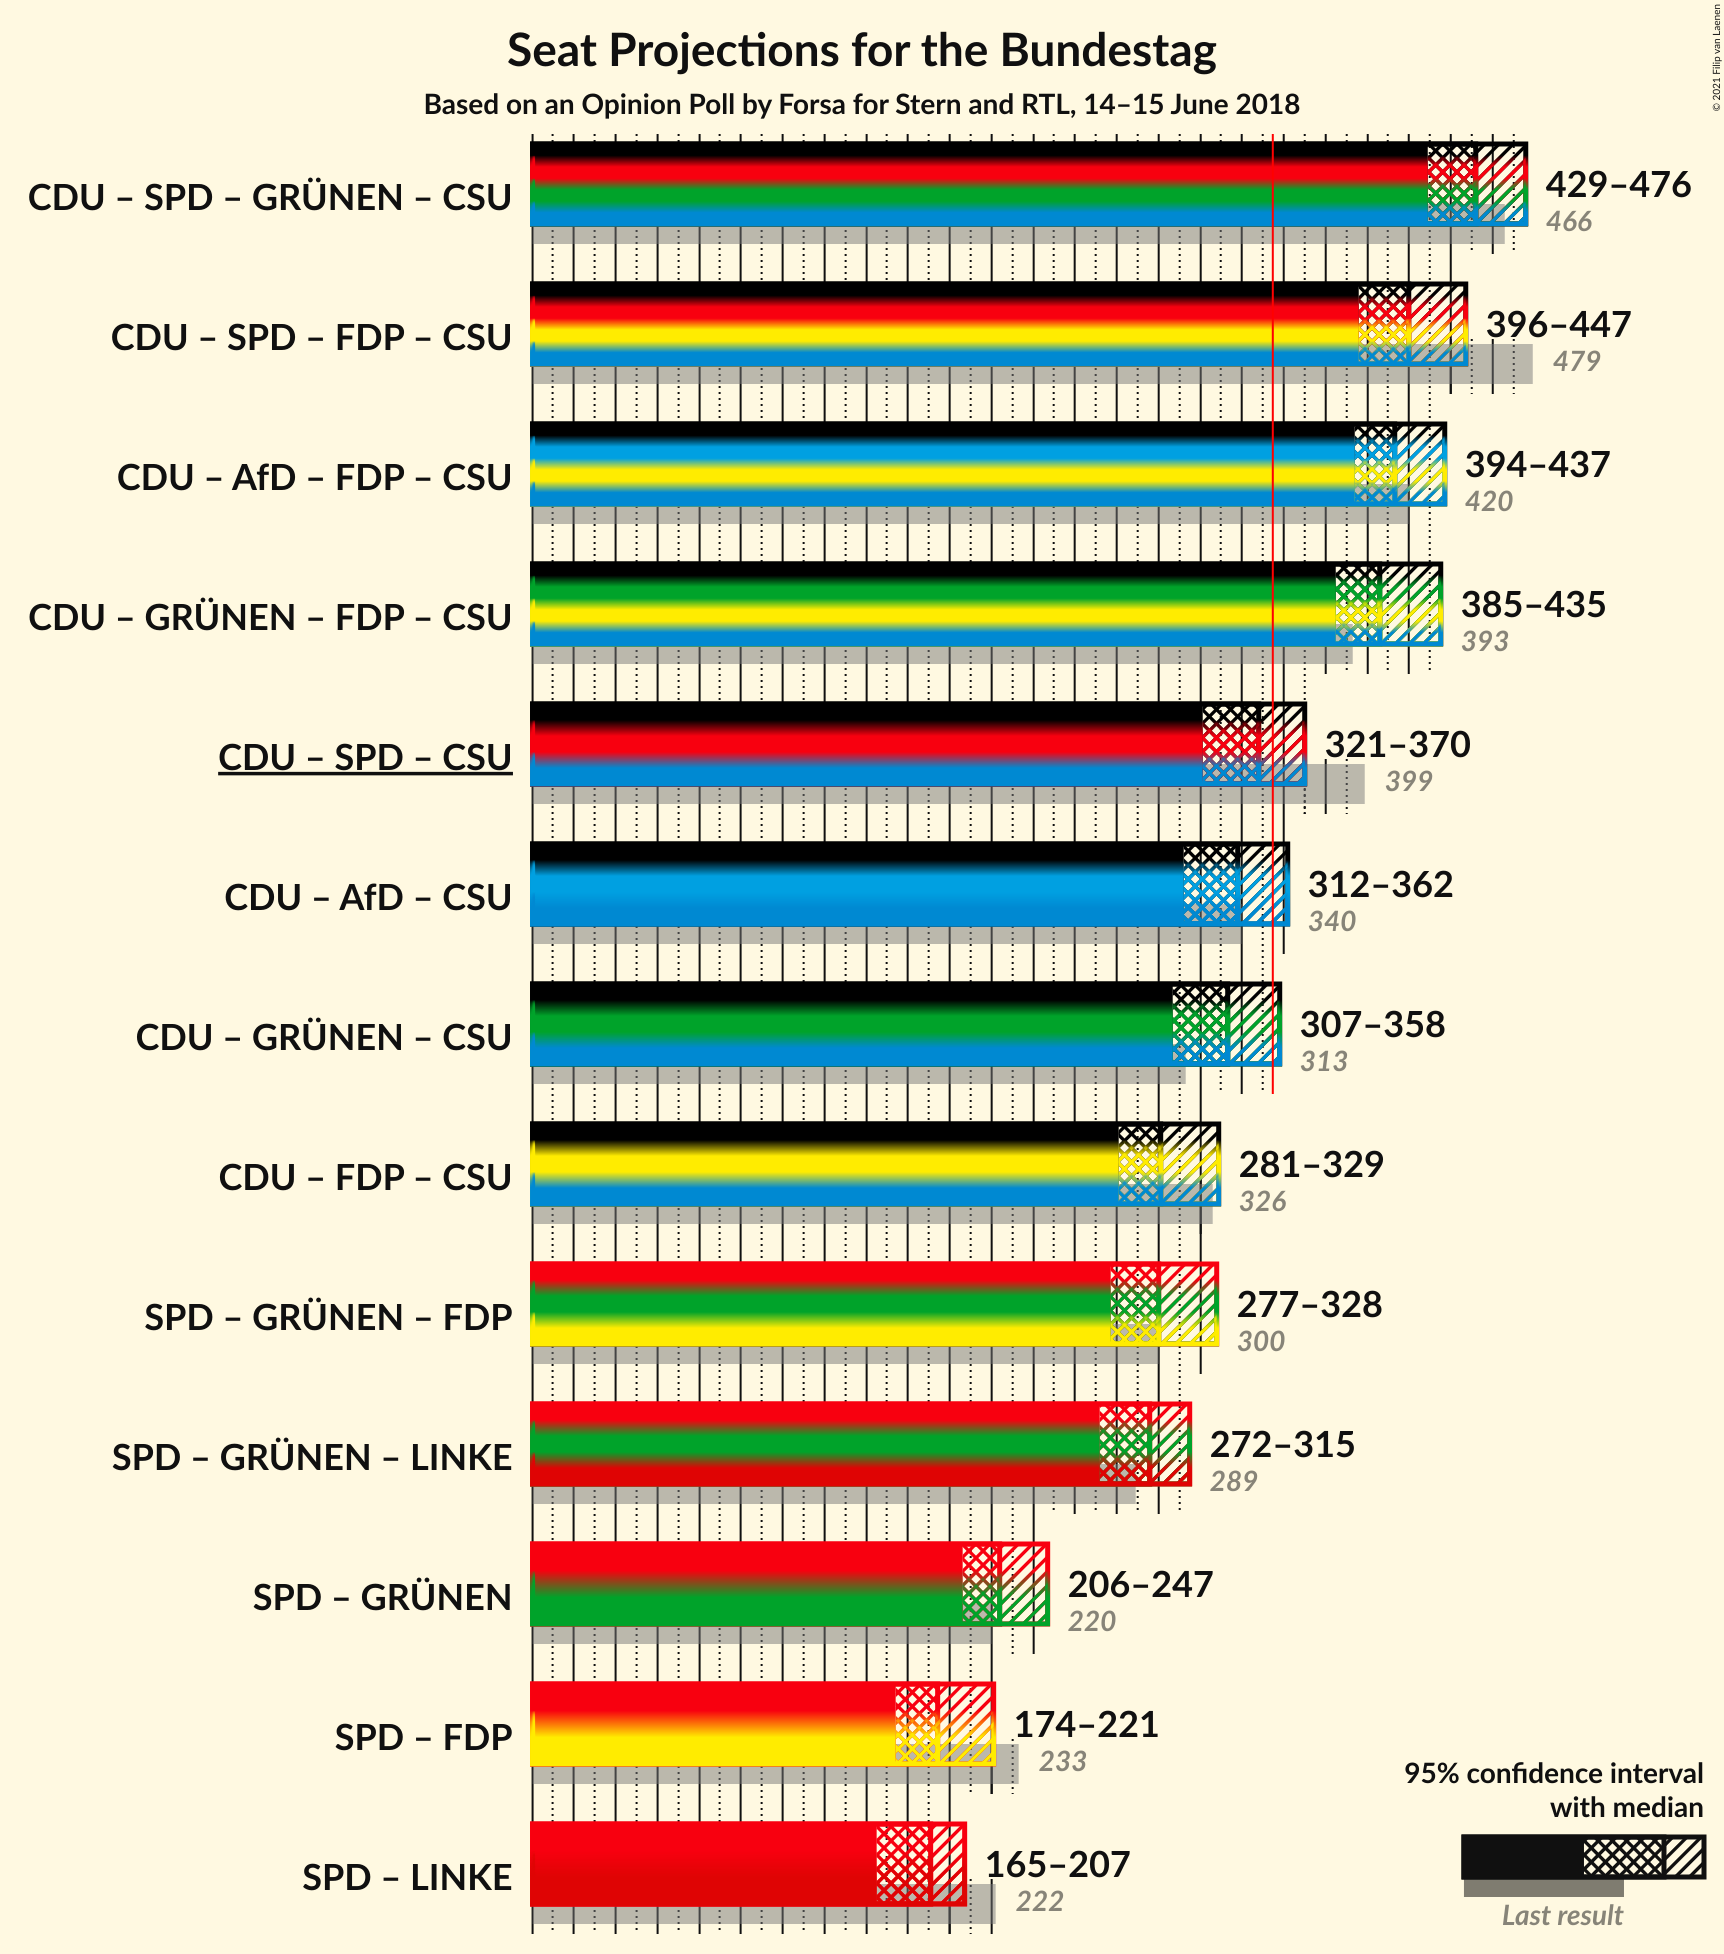 Seat Projections for the Bundestag
Based on an Opinion Poll by Forsa for Stern and RTL, 14–15 June 2018
© 2021 Filip van Laenen
CDU – SPD – GRÜNEN – CSU
429–476
466
CDU – SPD – FDP – CSU
396–447
479
CDU – AfD – FDP – CSU
394–437
420
CDU – GRÜNEN – FDP – CSU
385–435
393
CDU – SPD – CSU
321–370
399
CDU – AfD – CSU
312–362
340
CDU – GRÜNEN – CSU
307–358
313
CDU – FDP – CSU
281–329
326
SPD – GRÜNEN – FDP
277–328
300
SPD – GRÜNEN – LINKE
272–315
289
SPD – GRÜNEN
206–247
220
SPD – FDP
174–221
233
SPD – LINKE
165–207
222
95% confidence interval
with median
Last result